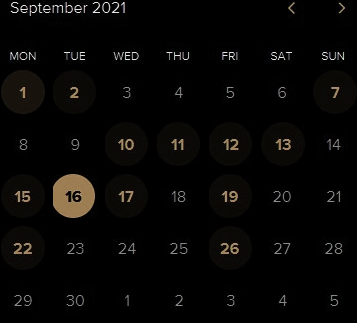 September 2021
MON TUE WED THU FRI SAT SUN
1 2 3 4 5 6 7
8 9 10 11 12 13 14
15 16 17 18 19 20 21
22 23 24 25 26 27 28
29 30 1 2 3 4 5